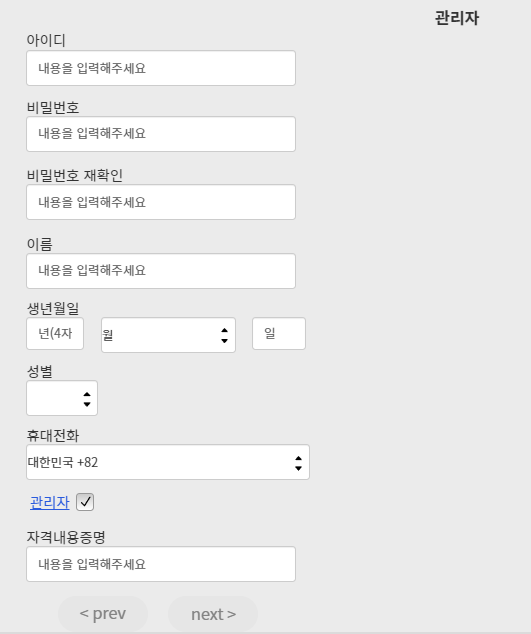 관리자
아이디
내용을 입력해주세요
비밀번호
내용을 입력해주세요
비밀번호 재확인
내용을 입력해주세요
이름
내용을 입력해주세요
생년월일
년(4자 월 일
성별
휴대전화
대한민국 +82
관리자
자격내용증명
내용을 입력해주세요
< prev next >